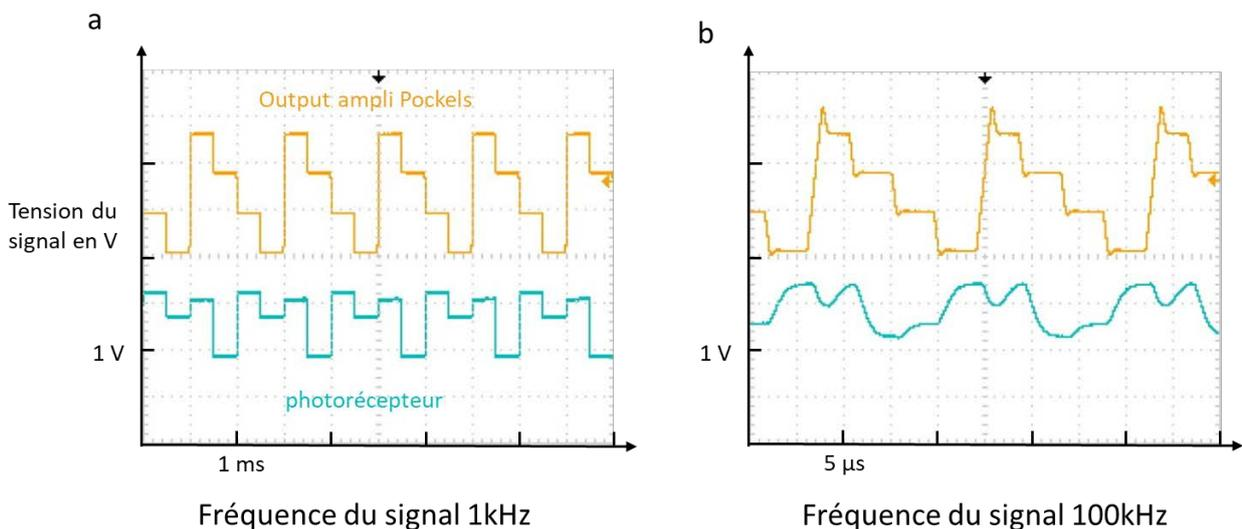 a
b
Output ampli Pockels
Tension du
signal en V
1 V
1 V
photorécepteur
1 ms
5 µs
Fréquence du signal 1kHz
Fréquence du signal 100kHz